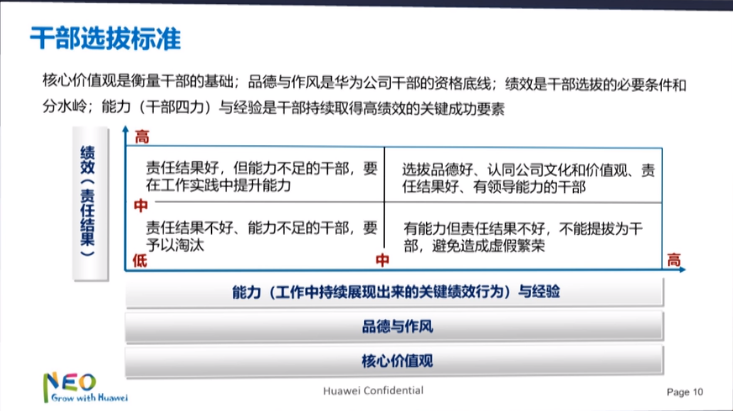 干部选拔标准
核心价值观是衡量干部的基础；品德与作风是华为公司干部的资格底线；绩效是干部选拔的必要条件和
分水岭；能力（干部四力）与经验是干部持续取得高绩效的关键成功要素
绩效（责任结果）
高
责任结果好，但能力不足的干部，要
在工作实践中提升能力
选拔品德好、认同公司文化和价值观、责
任结果好、有领导能力的干部
中
责任结果不好、能力不足的干部，要
予以淘汰
有能力但责任结果不好，不能提拔为干
部，避免造成虚假繁荣
低
中
高
能力（工作中持续展现出来的关键绩效行为）与经验
品德与作风
核心价值观
NEO
Grow with Huawei
Huawei Confidential
Page 10